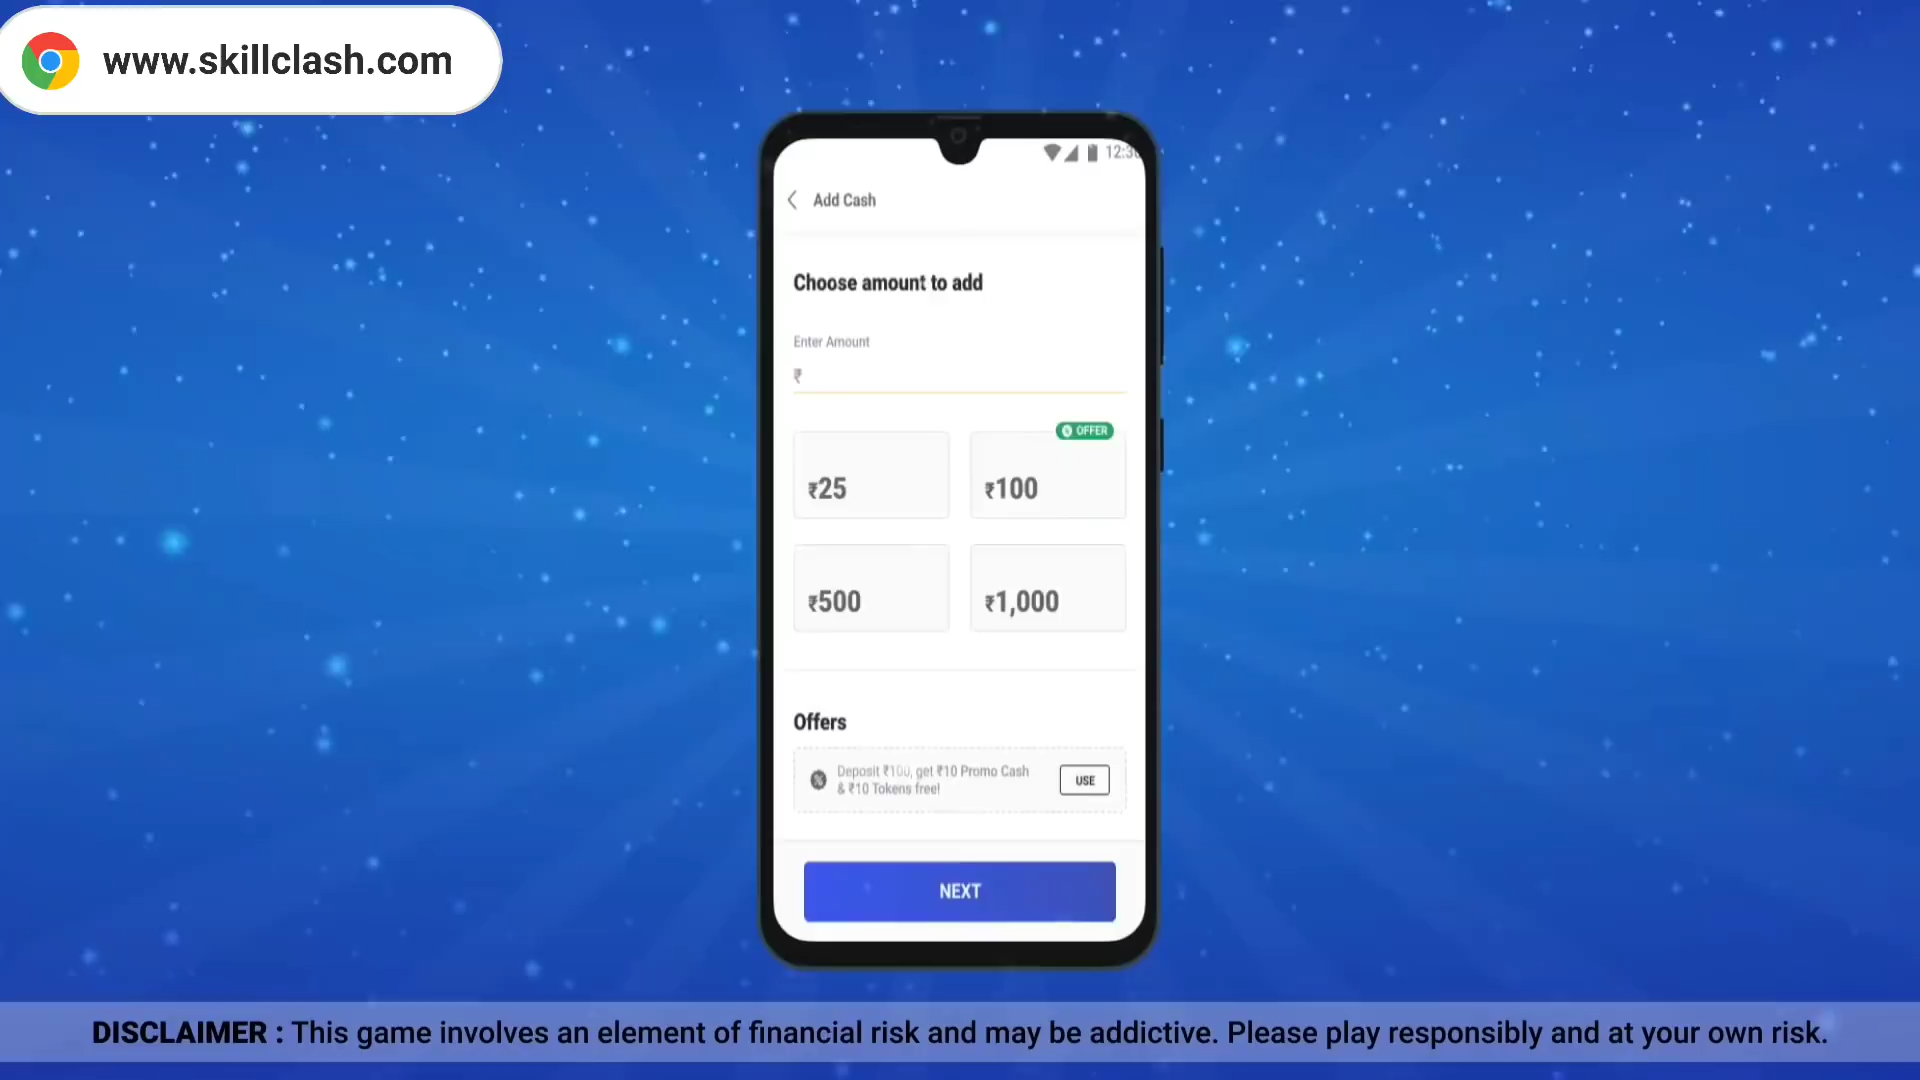 www.skillclash.com
12:30
Add Cash
Choose amount to add
Enter Amount
₹
OFFER
₹25
₹100
₹500
₹1,000
Offers
Deposit ₹100, get ₹10 Promo Cash
& ₹10 Tokens free!
USE
NEXT
DISCLAIMER : This game involves an element of financial risk and may be addictive. Please play responsibly and at your own risk.